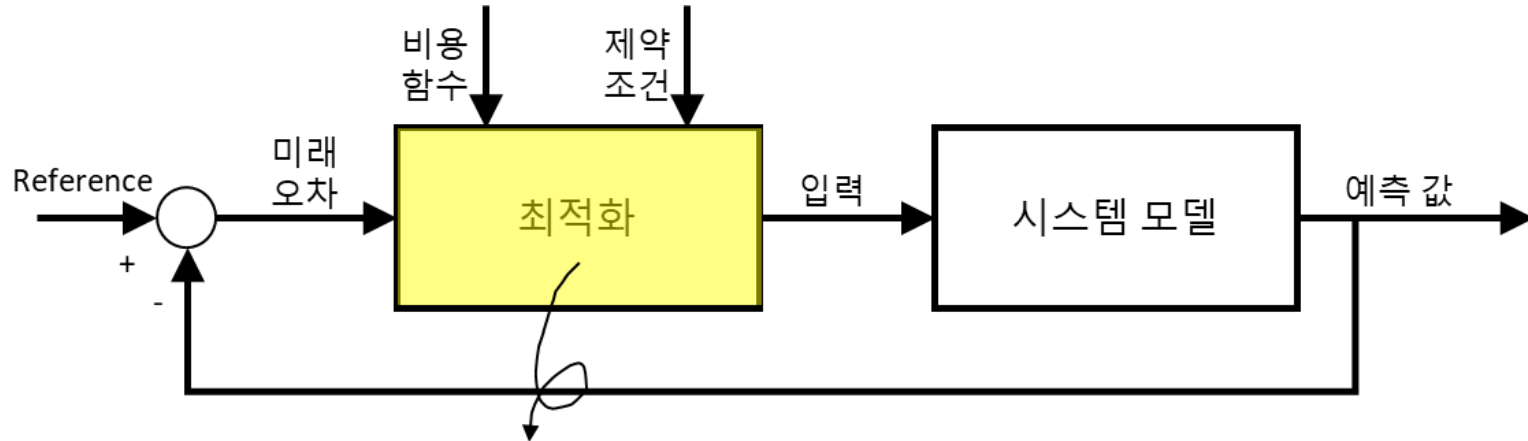 비용
함수
제약
조건
Reference
미래
오차
최적화
입력
시스템 모델
예측 값
+
-